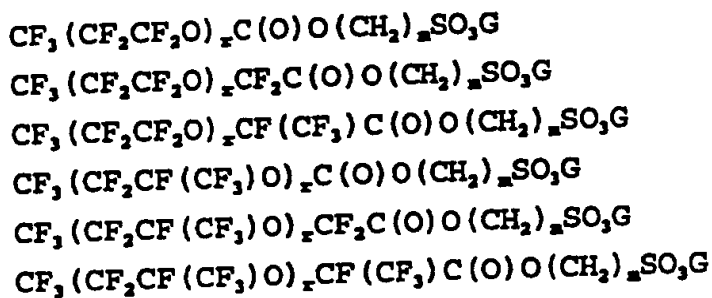 CF₃(CF₂CF₂O)ₓC(O)O(CH₂)ₘSO₃G
CF₃(CF₂CF₂O)ₓCF₂C(O)O(CH₂)ₘSO₃G
CF₃(CF₂CF₂O)ₓCF(CF₃)C(O)O(CH₂)ₘSO₃G
CF₃(CF₂CF(CF₃)O)ₓC(O)O(CH₂)ₘSO₃G
CF₃(CF₂CF(CF₃)O)ₓCF₂C(O)O(CH₂)ₘSO₃G
CF₃(CF₂CF(CF₃)O)ₓCF(CF₃)C(O)O(CH₂)ₘSO₃G